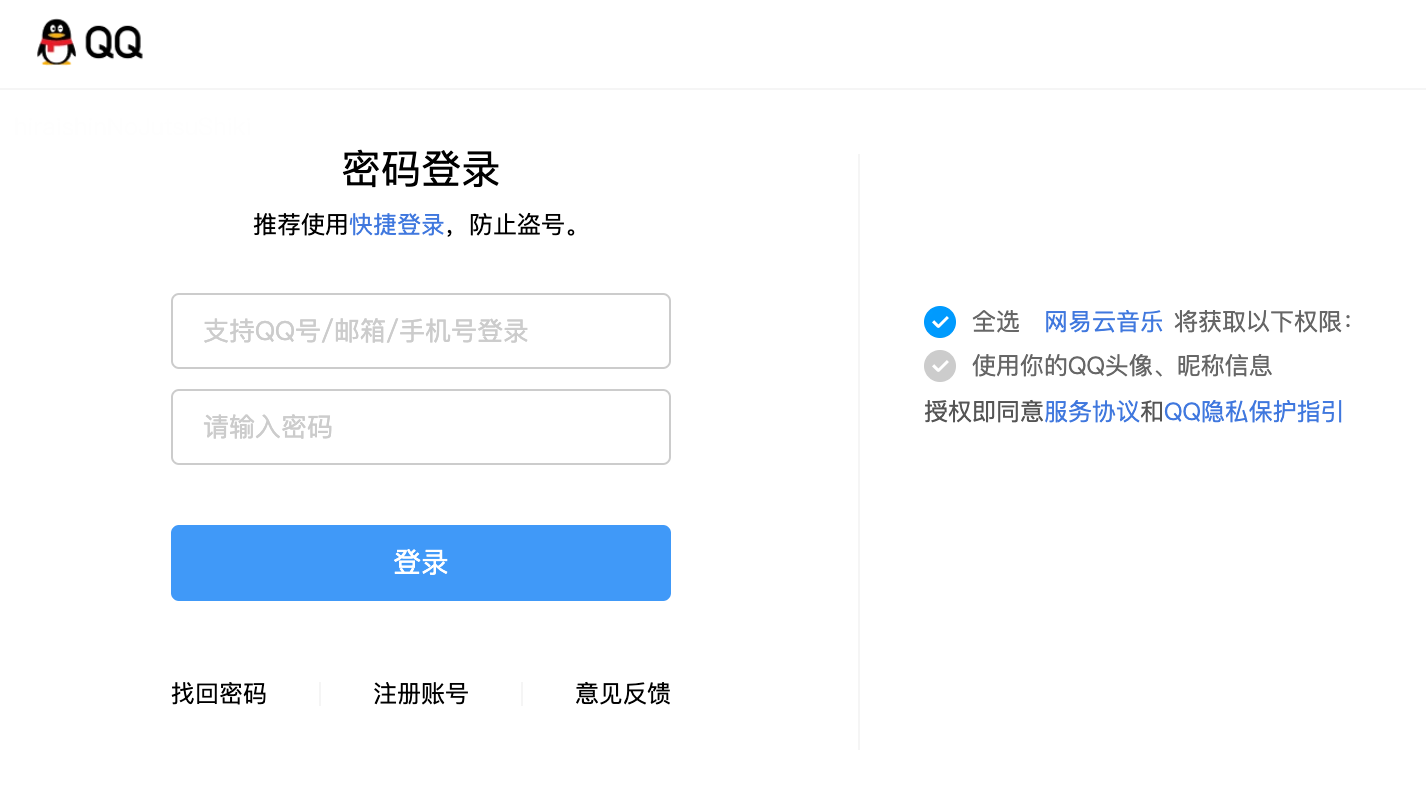 QQ
密码登录
推荐使用快捷登录，防止盗号。
支持QQ号/邮箱/手机号登录
请输入密码
登录
找回密码
注册账号
意见反馈
全选 网易云音乐 将获取以下权限：
使用你的QQ头像、昵称信息
授权即同意服务协议和QQ隐私保护指引